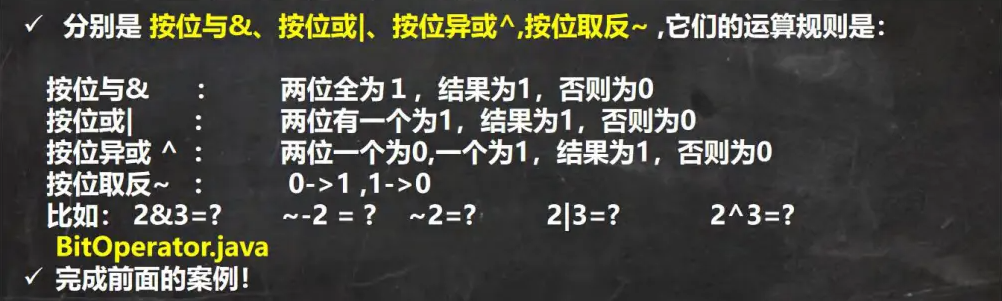 ✓ 分别是 按位与&、按位或|、按位异或^,按位取反~ ,它们的运算规则是：
按位与& ： 两位全为１，结果为1，否则为0
按位或| ： 两位有一个为1，结果为1，否则为0
按位异或 ^ ： 两位一个为0,一个为1，结果为1，否则为0
按位取反~ ： 0->1 ,1->0
比如： 2&3=? ~-2 = ? ~2=? 2|3=? 2^3=?
BitOperator.java
✓ 完成前面的案例！